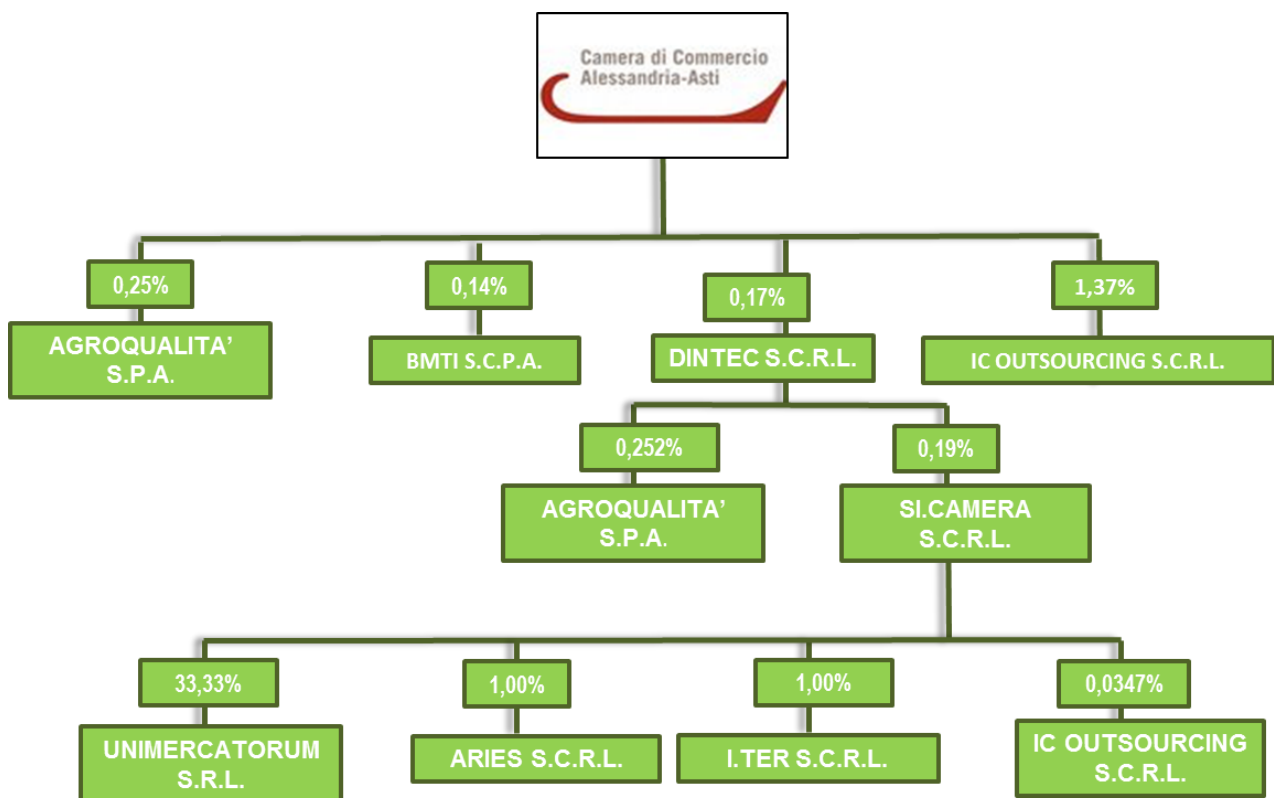 Camera di Commercio
Alessandria-Asti
0,25%
0,14%
0,17%
1,37%
AGROQUALITA’
S.P.A.
BMTI S.C.P.A.
DINTEC S.C.R.L.
IC OUTSOURCING S.C.R.L.
0,252%
0,19%
AGROQUALITA’
S.P.A.
SI.CAMERA
S.C.R.L.
33,33%
1,00%
1,00%
0,0347%
UNIMERCATORUM
S.R.L.
ARIES S.C.R.L.
I.TER S.C.R.L.
IC OUTSOURCING
S.C.R.L.